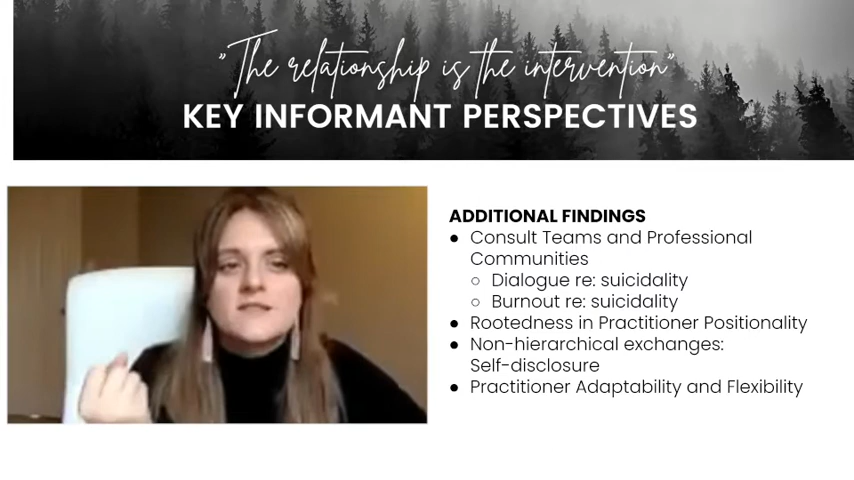 "The relationship is the intervention"
KEY INFORMANT PERSPECTIVES
ADDITIONAL FINDINGS
● Consult Teams and Professional
Communities
○ Dialogue re: suicidality
○ Burnout re: suicidality
● Rootedness in Practitioner Positionality
● Non-hierarchical exchanges:
Self-disclosure
● Practitioner Adaptability and Flexibility